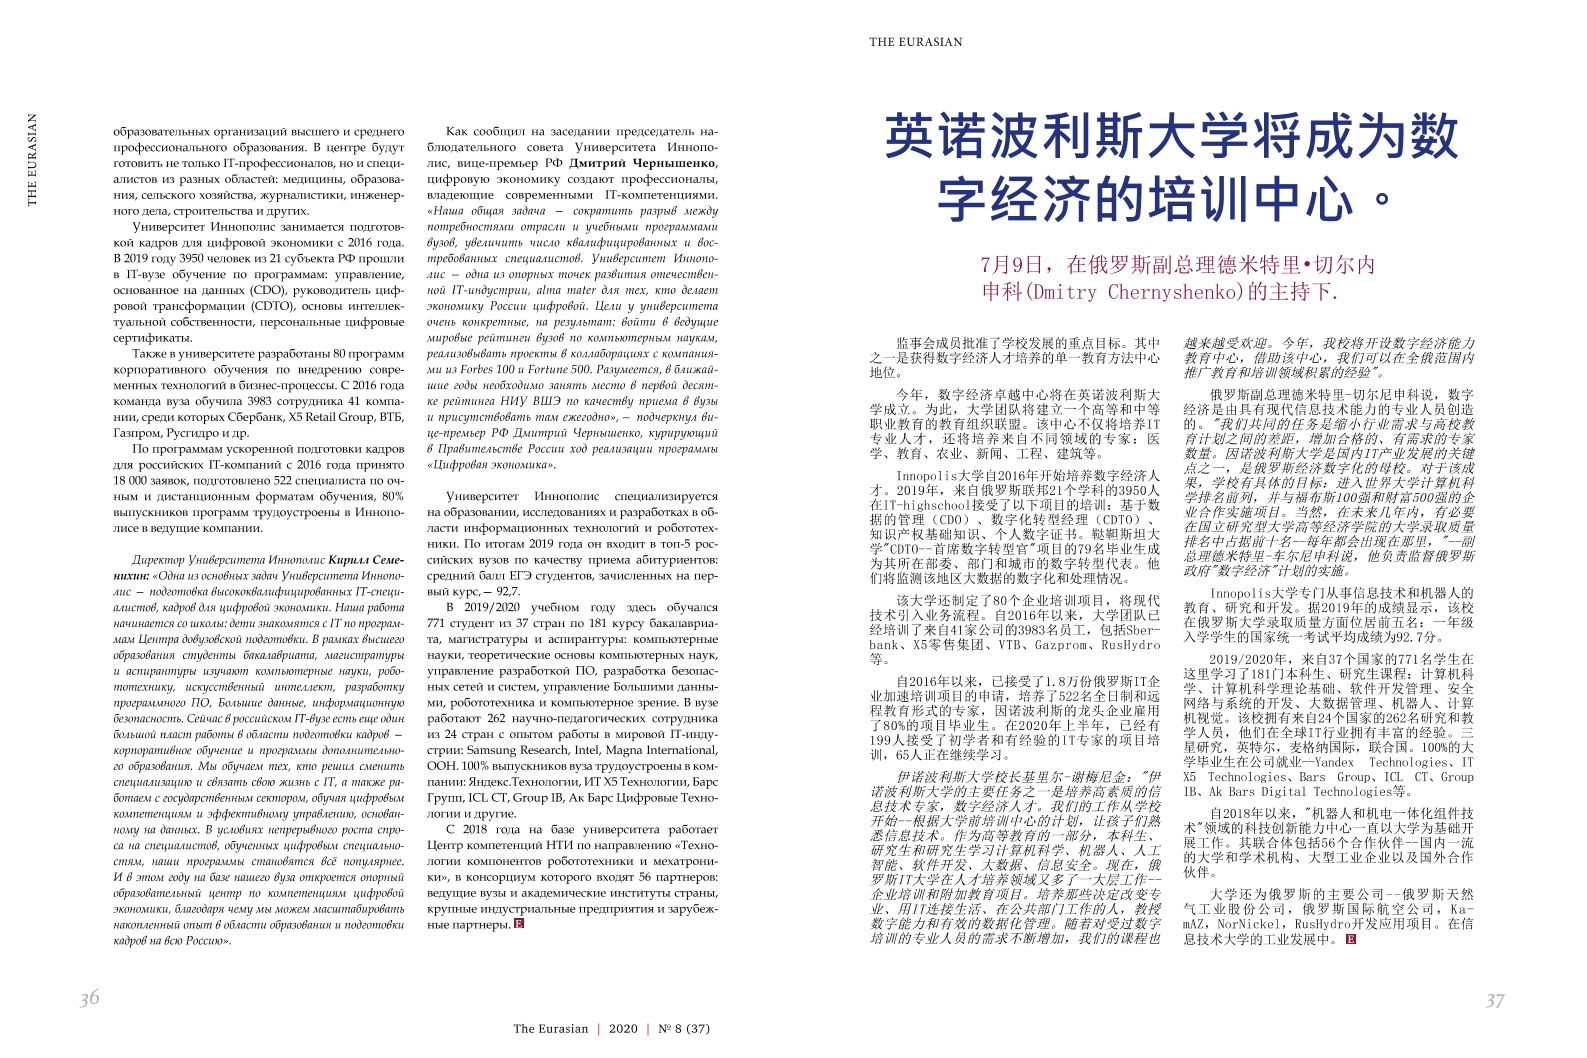 THE EURASIAN
образовательных организаций высшего и среднего
профессионального образования. В центре будут
готовить не только IT-профессионалов, но и специ-
алистов из разных областей: медицины, образова-
ния, сельского хозяйства, журналистики, инженер-
ного дела, строительства и других.
Университет Иннополис занимается подготов-
кой кадров для цифровой экономики с 2016 года.
В 2019 году 3950 человек из 21 субъекта РФ прошли
в IT-вузе обучение по программам: управление,
основанное на данных (CDO), руководитель циф-
ровой трансформации (CDTO), основы интеллек-
туальной собственности, персональные цифровые
сертификаты.
Также в университете разработаны 80 программ
корпоративного обучения по внедрению совре-
менных технологий в бизнес-процессы. С 2016 года
команда вуза обучила 3983 сотрудника 41 компа-
нии, среди которых Сбербанк, X5 Retail Group, ВТБ,
Газпром, Русгидро и др.
По программам ускоренной подготовки кадров
для российских IT-компаний с 2016 года принято
18 000 заявок, подготовлено 522 специалиста по оч-
ным и дистанционным форматам обучения, 80%
выпускников программ трудоустроены в Иннопо-
лисе в ведущие компании.
Директор Университета Иннополис Кирилл Семе-
нихин: «Одна из основных задач Университета Иннопо-
лис — подготовка высококвалифицированных IT-специ-
алистов, кадров для цифровой экономики. Наша работа
начинается со школы: дети знакомятся с IT по програм-
мам Центра довузовской подготовки. В рамках высшего
образования студенты бакалавриата, магистратуры
и аспирантуры изучают компьютерные науки, робо-
тотехнику, искусственный интеллект, разработку
программного ПО, Большие данные, информационную
безопасность. Сейчас в российском IT-вузе есть еще один
большой пласт работы в области подготовки кадров —
корпоративное обучение и программы дополнительно-
го образования. Мы обучаем тех, кто решил сменить
специализацию и связать свою жизнь с IT, а также ра-
ботаем с государственным сектором, обучая цифровым
компетенциям и эффективному управлению, основан-
ному на данных. В условиях непрерывного роста спро-
са на специалистов, обученных цифровым специально-
стям, наши программы становятся всё популярнее.
И в этом году на базе нашего вуза откроется опорный
образовательный центр по компетенциям цифровой
экономики, благодаря чему мы можем масштабировать
накопленный опыт в области образования и подготовки
кадров на всю Россию».
Как сообщил на заседании председатель на-
блюдательного совета Университета Иннопо-
лис, вице-премьер РФ Дмитрий Чернышенко,
цифровую экономику создают профессионалы,
владеющие современными IT-компетенциями.
«Наша общая задача — сократить разрыв между
потребностями отрасли и учебными программами
вузов, увеличить число квалифицированных и вос-
требованных специалистов. Университет Иннопо-
лис — одна из опорных точек развития отечествен-
ной IT-индустрии, alma mater для тех, кто делает
экономику России цифровой. Цели у университета
очень конкретные, на результат: войти в ведущие
мировые рейтинги вузов по компьютерным наукам,
реализовывать проекты в коллаборациях с компания-
ми из Forbes 100 и Fortune 500. Разумеется, в ближай-
шие годы необходимо занять место в первой десят-
ке рейтинга НИУ ВШЭ по качеству приема в вузы
и присутствовать там ежегодно», — подчеркнул ви-
це-премьер РФ Дмитрий Чернышенко, курирующий
в Правительстве России ход реализации программы
«Цифровая экономика».
Университет Иннополис специализируется
на образовании, исследованиях и разработках в об-
ласти информационных технологий и робототех-
ники. По итогам 2019 года он входит в топ-5 рос-
сийских вузов по качеству приема абитуриентов:
средний балл ЕГЭ студентов, зачисленных на пер-
вый курс, — 92,7.
В 2019/2020 учебном году здесь обучался
771 студент из 37 стран по 181 курсу бакалавриа-
та, магистратуры и аспирантуры: компьютерные
науки, теоретические основы компьютерных наук,
управление разработкой ПО, разработка безопас-
ных сетей и систем, управление Большими данны-
ми, робототехника и компьютерное зрение. В вузе
работают 262 научно-педагогических сотрудника
из 24 стран с опытом работы в мировой IT-инду-
стрии: Samsung Research, Intel, Magna International,
ООН. 100% выпускников вуза трудоустроены в ком-
пании: Яндекс.Технологии, ИТ X5 Технологии, Барс
Групп, ICL СТ, Group IB, Ак Барс Цифровые Техно-
логии и другие.
С 2018 года на базе университета работает
Центр компетенций НТИ по направлению «Техно-
логии компонентов робототехники и мехатрони-
ки», в консорциум которого входят 56 партнеров:
ведущие вузы и академические институты страны,
крупные индустриальные предприятия и зарубеж-
ные партнеры. E
36
The Eurasian | 2020 | № 8 (37)
THE EURASIAN
英诺波利斯大学将成为数
字经济的培训中心。
7月9日，在俄罗斯副总理德米特里•切尔内
申科(Dmitry Chernyshenko)的主持下.
监事会成员批准了学校发展的重点目标。其中
之一是获得数字经济人才培养的单一教育方法中心
地位。
今年，数字经济卓越中心将在英诺波利斯大
学成立。为此，大学团队将建立一个高等和中等
职业教育的教育组织联盟。该中心不仅将培养IT
专业人才，还将培养来自不同领域的专家：医
学、教育、农业、新闻、工程、建筑等。
Innopolis大学自2016年开始培养数字经济人
才。2019年，来自俄罗斯联邦21个学科的3950人
在IT-highschool接受了以下项目的培训：基于数
据的管理（CDO）、数字化转型经理（CDTO）、
知识产权基础知识、个人数字证书。鞑靼斯坦大
学"CDTO--首席数字转型官"项目的79名毕业生成
为其所在部委、部门和城市的数字转型代表。他
们将监测该地区大数据的数字化和处理情况。
该大学还制定了80个企业培训项目，将现代
技术引入业务流程。自2016年以来，大学团队已
经培训了来自41家公司的3983名员工，包括Sber-
bank、X5零售集团、VTB、Gazprom、RusHydro
等。
自2016年以来，已接受了1.8万份俄罗斯IT企
业加速培训项目的申请，培养了522名全日制和远
程教育形式的专家，因诺波利斯的龙头企业雇用
了80%的项目毕业生。在2020年上半年，已经有
199人接受了初学者和有经验的IT专家的项目培
训，65人正在继续学习。
伊诺波利斯大学校长基里尔-谢梅尼金："伊
诺波利斯大学的主要任务之一是培养高素质的信
息技术专家，数字经济人才。我们的工作从学校
开始--根据大学前培训中心的计划，让孩子们熟
悉信息技术。作为高等教育的一部分，本科生、
研究生和研究生学习计算机科学、机器人、人工
智能、软件开发、大数据、信息安全。现在，俄
罗斯IT大学在人才培养领域又多了一大层工作--
企业培训和附加教育项目。培养那些决定改变专
业、用IT连接生活、在公共部门工作的人，教授
数字能力和有效的数据化管理。随着对受过数字
培训的专业人员的需求不断增加，我们的课程也
越来越受欢迎。今年，我校将开设数字经济能力
教育中心，借助该中心，我们可以在全俄范围内
推广教育和培训领域积累的经验"。
俄罗斯副总理德米特里-切尔尼申科说，数字
经济是由具有现代信息技术能力的专业人员创造
的。"我们共同的任务是缩小行业需求与高校教
育计划之间的差距，增加合格的、有需求的专家
数量。因诺波利斯大学是国内IT产业发展的关键
点之一，是俄罗斯经济数字化的母校。对于该成
果，学校有具体的目标：进入世界大学计算机科
学排名前列，并与福布斯100强和财富500强的企
业合作实施项目。当然，在未来几年内，有必要
在国立研究型大学高等经济学院的大学录取质量
排名中占据前十名--每年都会出现在那里，"--副
总理德米特里-车尔尼申科说，他负责监督俄罗斯
政府"数字经济"计划的实施。
Innopolis大学专门从事信息技术和机器人的
教育、研究和开发。据2019年的成绩显示，该校
在俄罗斯大学录取质量方面位居前五名：一年级
入学学生的国家统一考试平均成绩为92.7分。
2019/2020年，来自37个国家的771名学生在
这里学习了181门本科生、研究生课程：计算机科
学、计算机科学理论基础、软件开发管理、安全
网络与系统的开发、大数据管理、机器人、计算
机视觉。该校拥有来自24个国家的262名研究和教
学人员，他们在全球IT行业拥有丰富的经验。三
星研究，英特尔，麦格纳国际，联合国。100%的大
学毕业生在公司就业--Yandex Technologies、IT
X5 Technologies、Bars Group、ICL CT、Group
IB、Ak Bars Digital Technologies等。
自2018年以来，"机器人和机电一体化组件技
术"领域的科技创新能力中心一直以大学为基础开
展工作。其联合体包括56个合作伙伴--国内一流
的大学和学术机构、大型工业企业以及国外合作
伙伴。
大学还为俄罗斯的主要公司--俄罗斯天然
气工业股份公司，俄罗斯国际航空公司，Ka-
mAZ，NorNickel，RusHydro开发应用项目。在信
息技术大学的工业发展中。 E
37